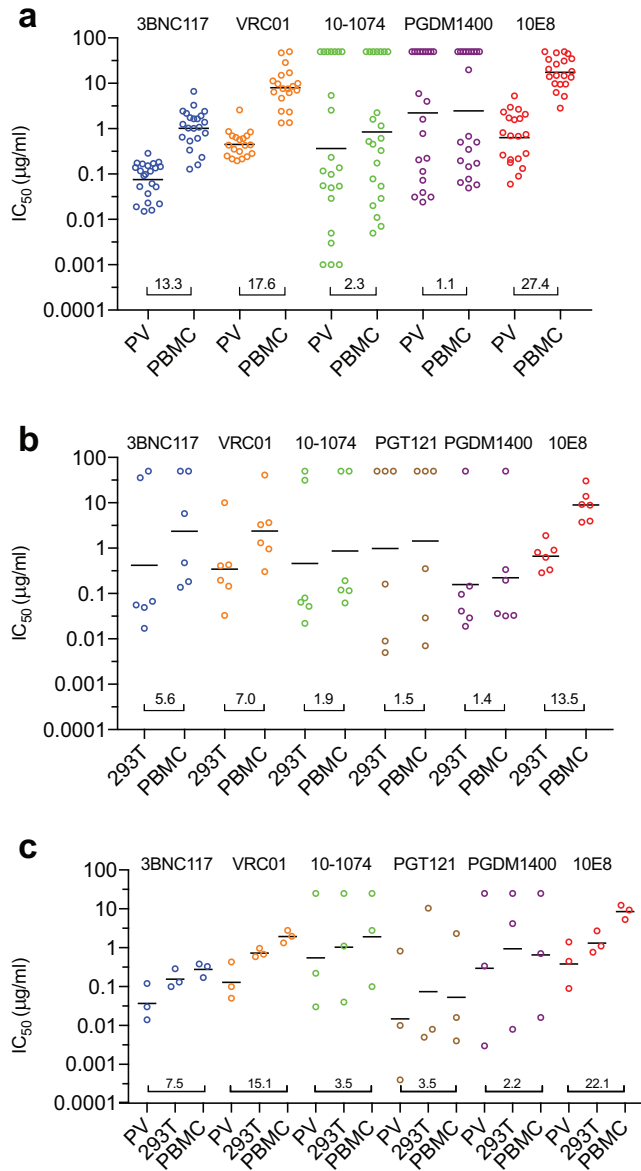 a
3BNC117 VRC01 10-1074 PGDM1400 10E8
100
10
1
0.1
0.01
0.001
0.0001
IC50 (μg/ml)
13.3 17.6 2.3 1.1 27.4
PV PBMC PV PBMC PV PBMC PV PBMC PV PBMC
b
3BNC117 VRC01 10-1074 PGT121 PGDM1400 10E8
100
10
1
0.1
0.01
0.001
0.0001
IC50 (μg/ml)
5.6 7.0 1.9 1.5 1.4 13.5
293T PBMC 293T PBMC 293T PBMC 293T PBMC 293T PBMC 293T PBMC
c
3BNC117 VRC01 10-1074 PGT121 PGDM1400 10E8
100
10
1
0.1
0.01
0.001
0.0001
IC50 (μg/ml)
7.5 15.1 3.5 3.5 2.2 22.1
PV 293T PBMC PV 293T PBMC PV 293T PBMC PV 293T PBMC PV 293T PBMC PV 293T PBMC